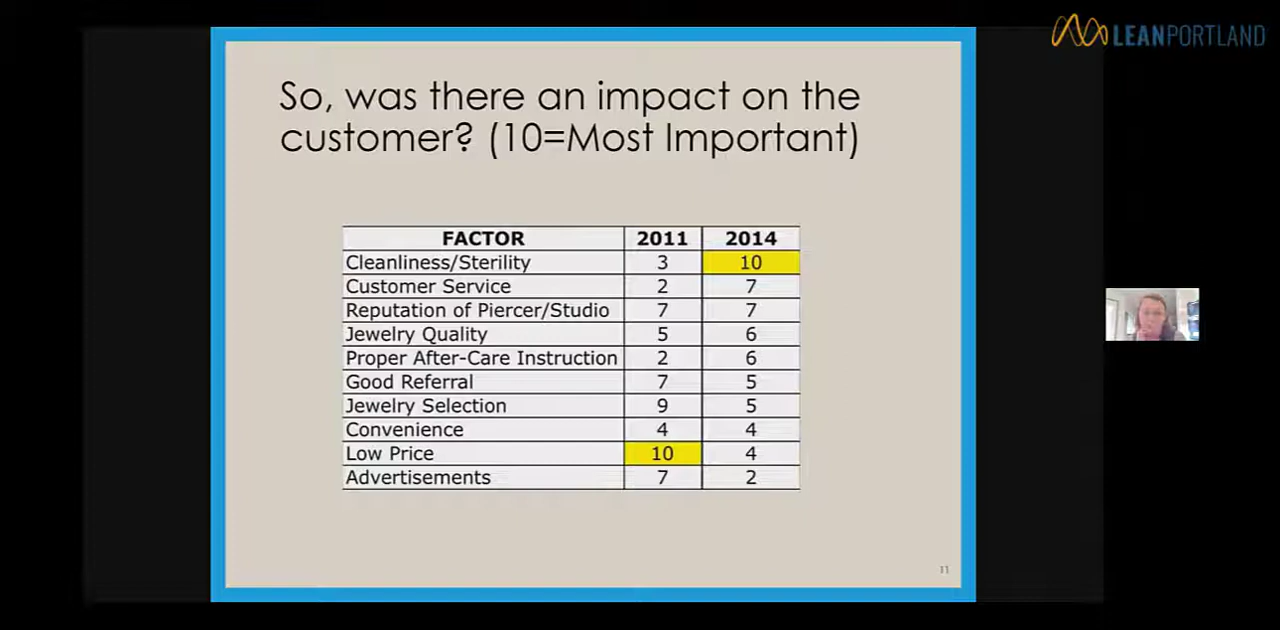 LEANPORTLAND
So, was there an impact on the
customer? (10=Most Important)
FACTOR 2011 2014
Cleanliness/Sterility 3 10
Customer Service 2 7
Reputation of Piercer/Studio 7 7
Jewelry Quality 5 6
Proper After-Care Instruction 2 6
Good Referral 7 5
Jewelry Selection 9 5
Convenience 4 4
Low Price 10 4
Advertisements 7 2
11